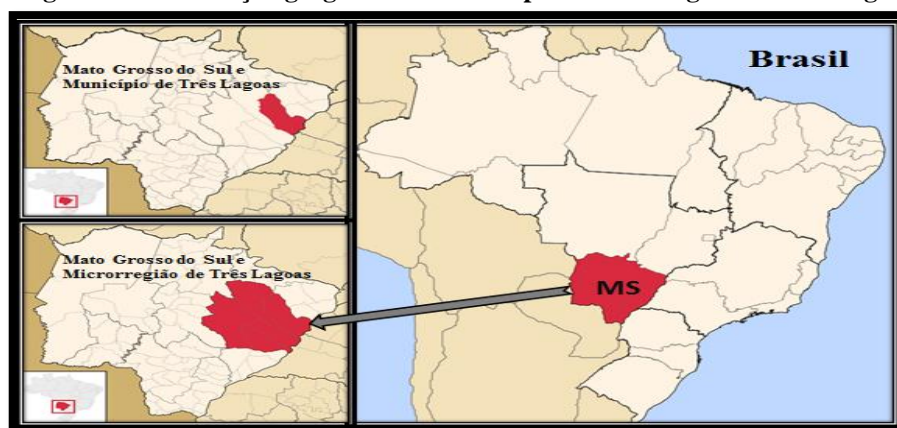 Mato Grosso do Sul e
Município de Três Lagoas
Brasil
Mato Grosso do Sul e
Microrregião de Três Lagoas
MS